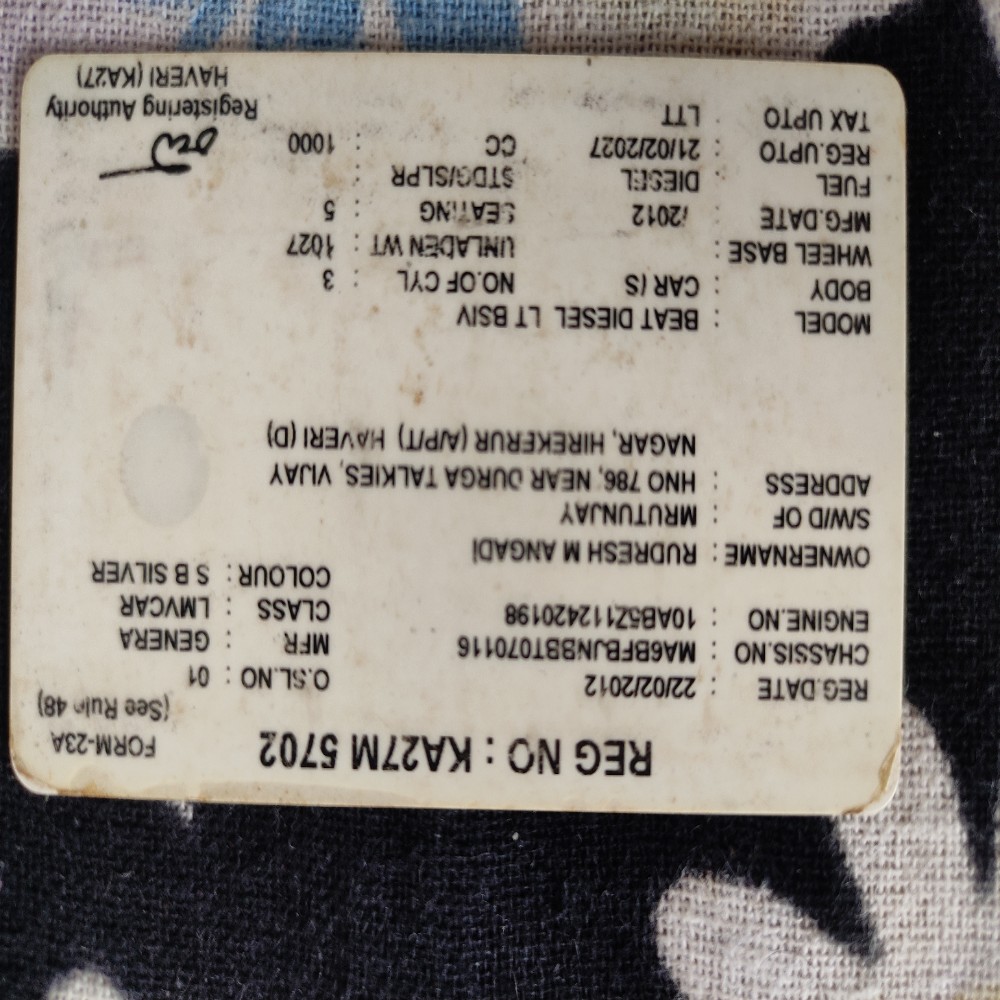 REG NO : KA27M 5702
FORM-23A
(See Rule 48)
REG.DATE : 22/02/2012 O.SL.NO : 01
CHASSIS.NO : MA6BFBJNBBT070116 MFR : GENERA
ENGINE.NO : 10AB5Z112420198 CLASS : LMVCAR
COLOUR : S B SILVER
OWNERNAME : RUDRESH M ANGADI
S/W/D OF : MRUTUNJAY
ADDRESS : HNO 786, NEAR DURGA TALKIES, VIJAY
NAGAR, HIREKERUR (A/P/T) HAVERI (D)
MODEL : BEAT DIESEL LT BSIV
BODY : CAR (S NO.OF CYL : 3
WHEEL BASE : UNLADEN WT : 1027
MFG.DATE : /2012 SEATING : 5
FUEL : DIESEL STDG/SLPR :
REG.UPTO : 21/02/2027 CC : 1000
TAX UPTO : LTT
Registering Authority
HAVERI (KA27)